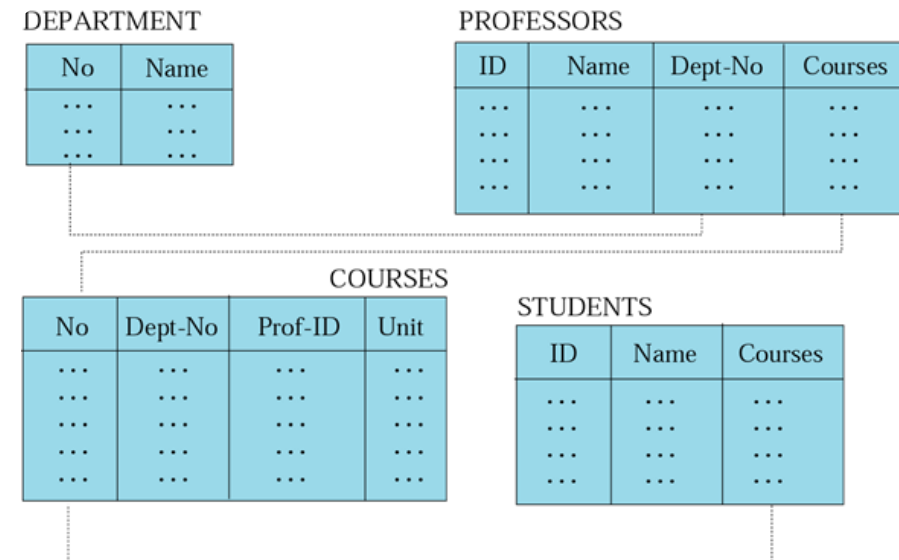 DEPARTMENT
No Name
... ...
... ...
... ...
PROFESSORS
ID Name Dept-No Courses
... ... ... ...
... ... ... ...
... ... ... ...
... ... ... ...
COURSES
No Dept-No Prof-ID Unit
... ... ... ...
... ... ... ...
... ... ... ...
... ... ... ...
... ... ... ...
STUDENTS
ID Name Courses
... ... ...
... ... ...
... ... ...
... ... ...